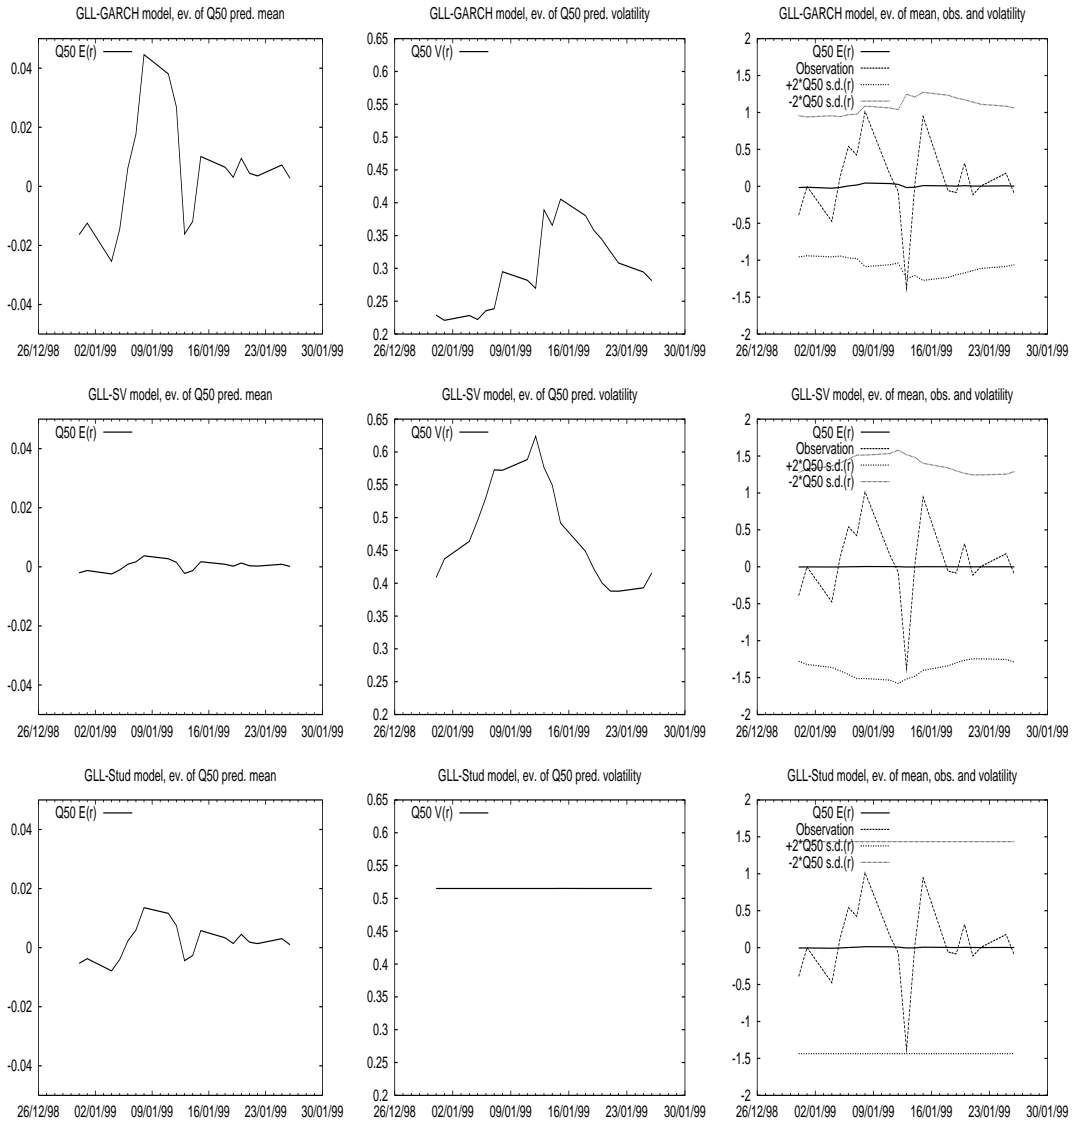 GLL-GARCH model, ev. of Q50 pred. mean
Q50 E(r)
0.04
0.02
0
-0.02
-0.04
26/12/98 02/01/99 09/01/99 16/01/99 23/01/99 30/01/99
GLL-GARCH model, ev. of Q50 pred. volatility
Q50 V(r)
0.65
0.6
0.55
0.5
0.45
0.4
0.35
0.3
0.25
0.2
26/12/98 02/01/99 09/01/99 16/01/99 23/01/99 30/01/99
GLL-GARCH model, ev. of mean, obs. and volatility
Q50 E(r)
Observation
+2*Q50 s.d.(r)
-2*Q50 s.d.(r)
2
1.5
1
0.5
0
-0.5
-1
-1.5
-2
26/12/98 02/01/99 09/01/99 16/01/99 23/01/99 30/01/99
GLL-SV model, ev. of Q50 pred. mean
Q50 E(r)
0.04
0.02
0
-0.02
-0.04
26/12/98 02/01/99 09/01/99 16/01/99 23/01/99 30/01/99
GLL-SV model, ev. of Q50 pred. volatility
Q50 V(r)
0.65
0.6
0.55
0.5
0.45
0.4
0.35
0.3
0.25
0.2
26/12/98 02/01/99 09/01/99 16/01/99 23/01/99 30/01/99
GLL-SV model, ev. of mean, obs. and volatility
Q50 E(r)
Observation
+2*Q50 s.d.(r)
-2*Q50 s.d.(r)
2
1.5
1
0.5
0
-0.5
-1
-1.5
-2
26/12/98 02/01/99 09/01/99 16/01/99 23/01/99 30/01/99
GLL-Stud model, ev. of Q50 pred. mean
Q50 E(r)
0.04
0.02
0
-0.02
-0.04
26/12/98 02/01/99 09/01/99 16/01/99 23/01/99 30/01/99
GLL-Stud model, ev. of Q50 pred. volatility
Q50 V(r)
0.65
0.6
0.55
0.5
0.45
0.4
0.35
0.3
0.25
0.2
26/12/98 02/01/99 09/01/99 16/01/99 23/01/99 30/01/99
GLL-Stud model, ev. of mean, obs. and volatility
Q50 E(r)
Observation
+2*Q50 s.d.(r)
-2*Q50 s.d.(r)
2
1.5
1
0.5
0
-0.5
-1
-1.5
-2
26/12/98 02/01/99 09/01/99 16/01/99 23/01/99 30/01/99